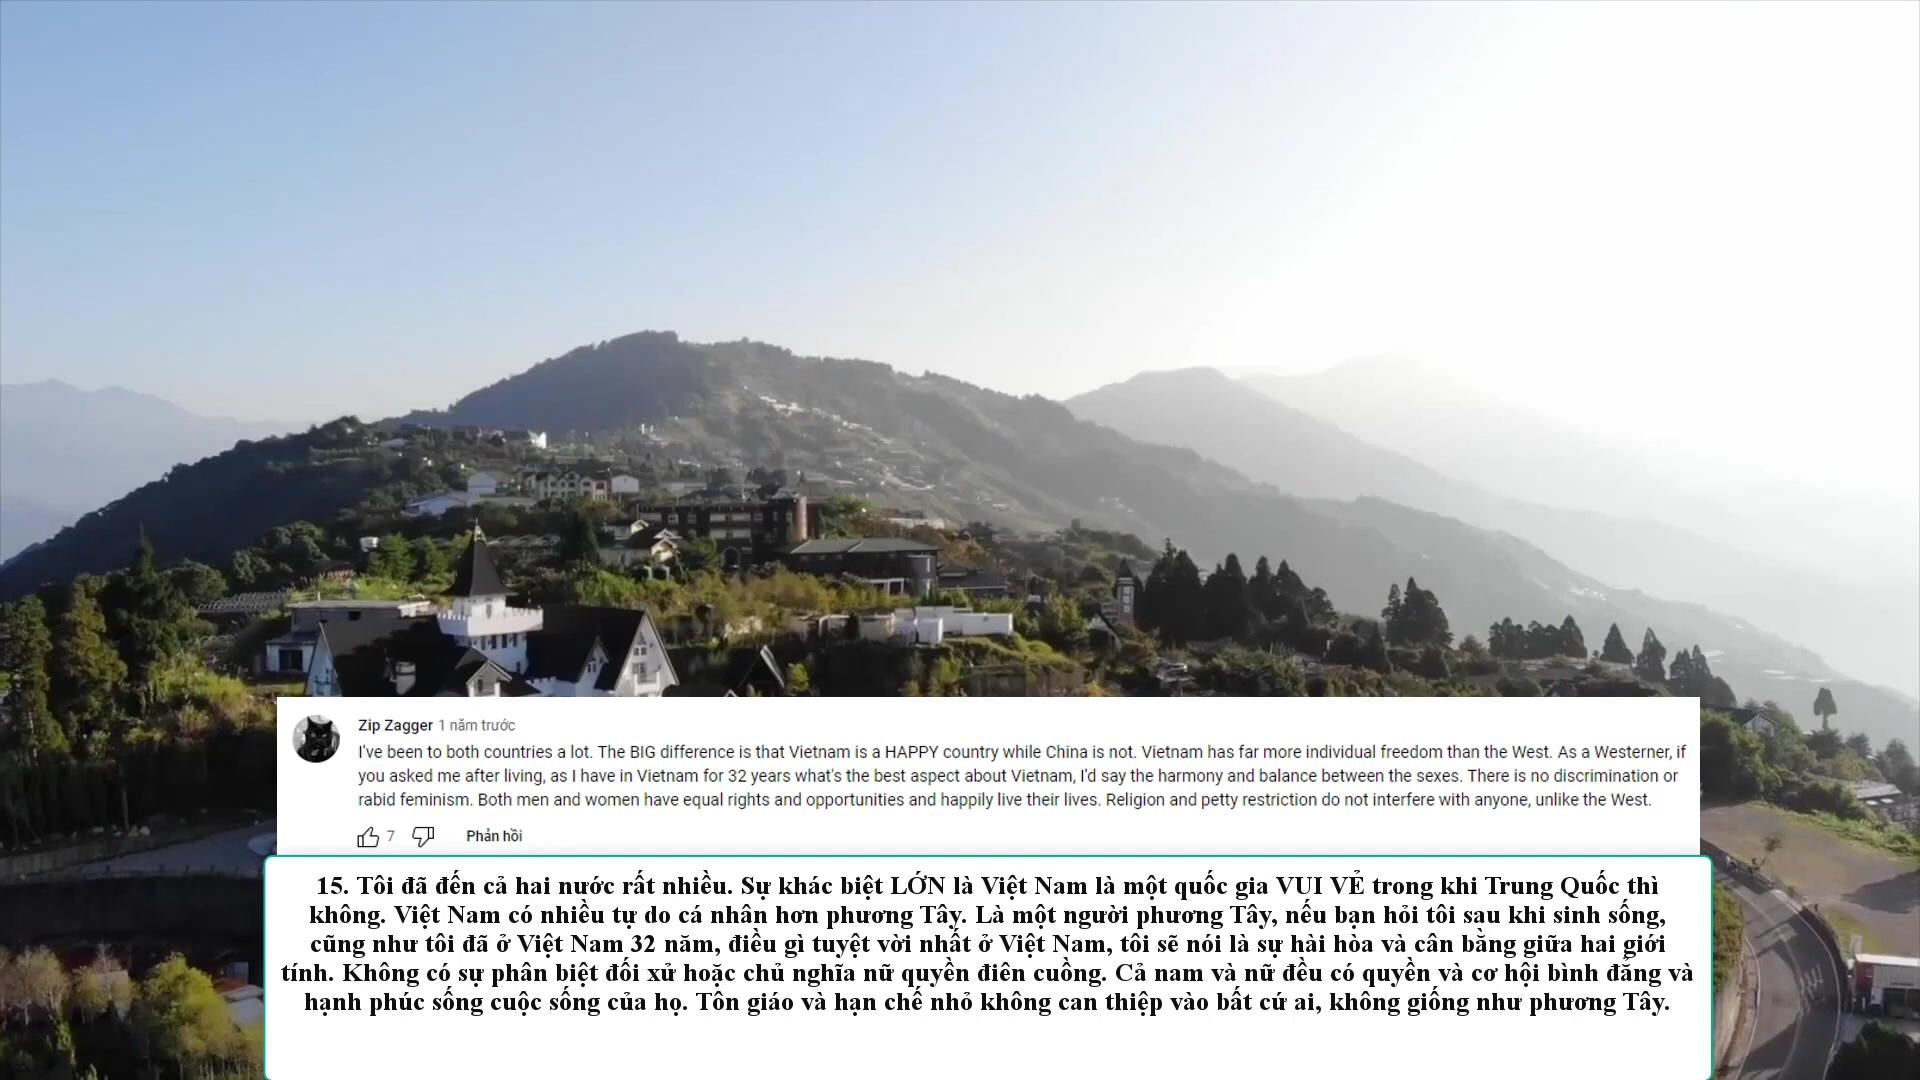 Zip Zagger 1 năm trước
I've been to both countries a lot. The BIG difference is that Vietnam is a HAPPY country while China is not. Vietnam has far more individual freedom than the West. As a Westerner, if
you asked me after living, as I have in Vietnam for 32 years what's the best aspect about Vietnam, I'd say the harmony and balance between the sexes. There is no discrimination or
rabid feminism. Both men and women have equal rights and opportunities and happily live their lives. Religion and petty restriction do not interfere with anyone, unlike the West.
7 Phản hồi
15. Tôi đã đến cả hai nước rất nhiều. Sự khác biệt LỚN là Việt Nam là một quốc gia VUI VẺ trong khi Trung Quốc thì
không. Việt Nam có nhiều tự do cá nhân hơn phương Tây. Là một người phương Tây, nếu bạn hỏi tôi sau khi sinh sống,
cũng như tôi đã ở Việt Nam 32 năm, điều gì tuyệt vời nhất ở Việt Nam, tôi sẽ nói là sự hài hòa và cân bằng giữa hai giới
tính. Không có sự phân biệt đối xử hoặc chủ nghĩa nữ quyền điên cuồng. Cả nam và nữ đều có quyền và cơ hội bình đẳng và
hạnh phúc sống cuộc sống của họ. Tôn giáo và hạn chế nhỏ không can thiệp vào bất cứ ai, không giống như phương Tây.